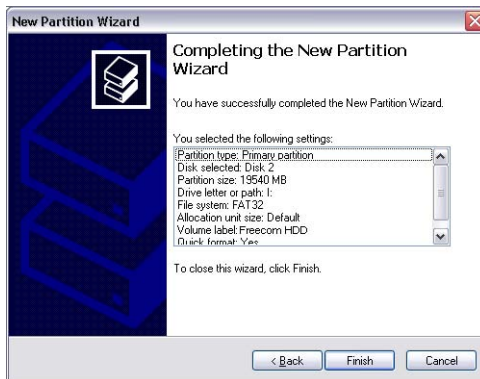 New Partition Wizard
Completing the New Partition
Wizard
You have successfully completed the New Partition Wizard.
You selected the following settings:
Partition type: Primary partition
Disk selected: Disk 2
Partition size: 19540 MB
Drive letter or path: I:
File system: FAT32
Allocation unit size: Default
Volume label: Freecom HDD
Quick format: Yes
To close this wizard, click Finish.
< Back Finish Cancel